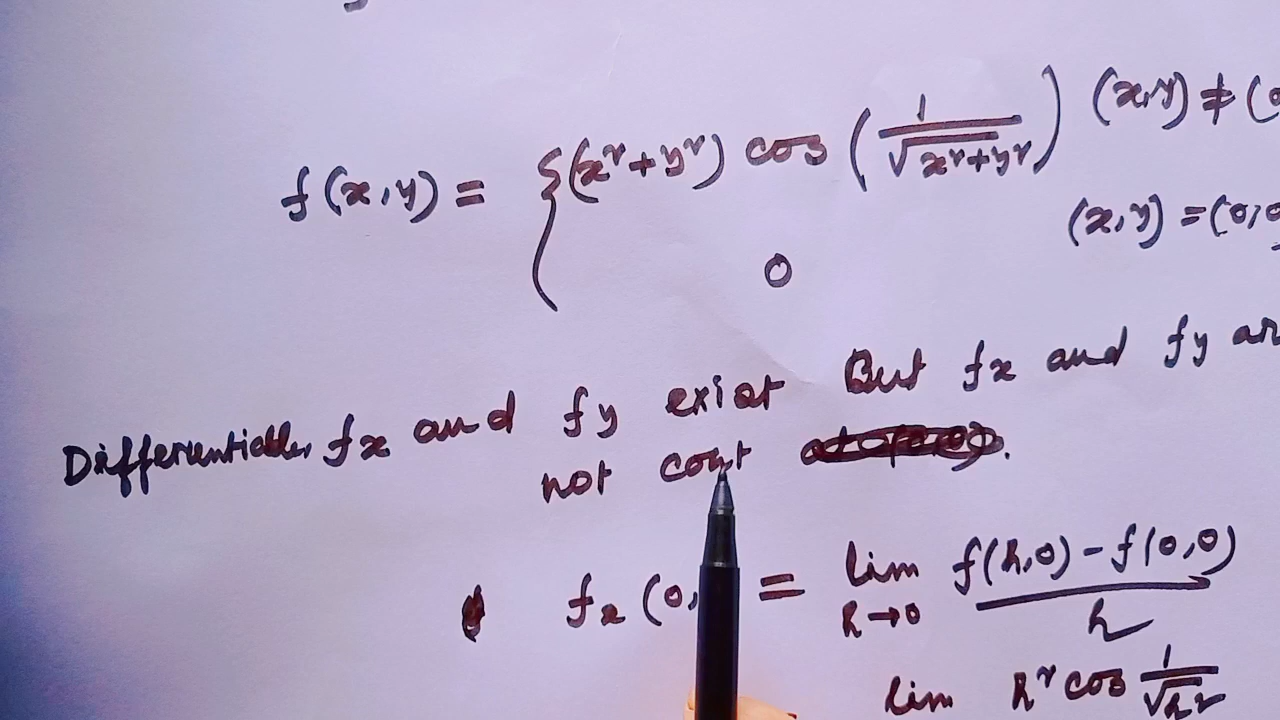 f(x,y) = { (x²+y²) cos (1/√(x²+y²)) (x,y) ≠ (0
0 (x,y) = (0,0
Differentiable, fx and fy exist But fx and fy ar
not cont
fx (0, = lim h→0 f(h,0) - f(0,0) / h
lim h² cos 1/√h²